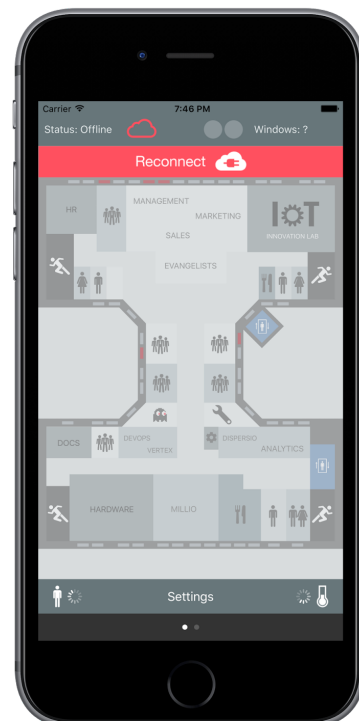 Carrier 7:46 PM
Status: Offline Windows: ?
Reconnect
MANAGEMENT
HR
MARKETING
IoT
SALES
INNOVATION LAB
EVANGELISTS
DOCS
DEVOPS
DISPERSIO
VERTEX
ANALYTICS
HARDWARE
MILLIO
Settings